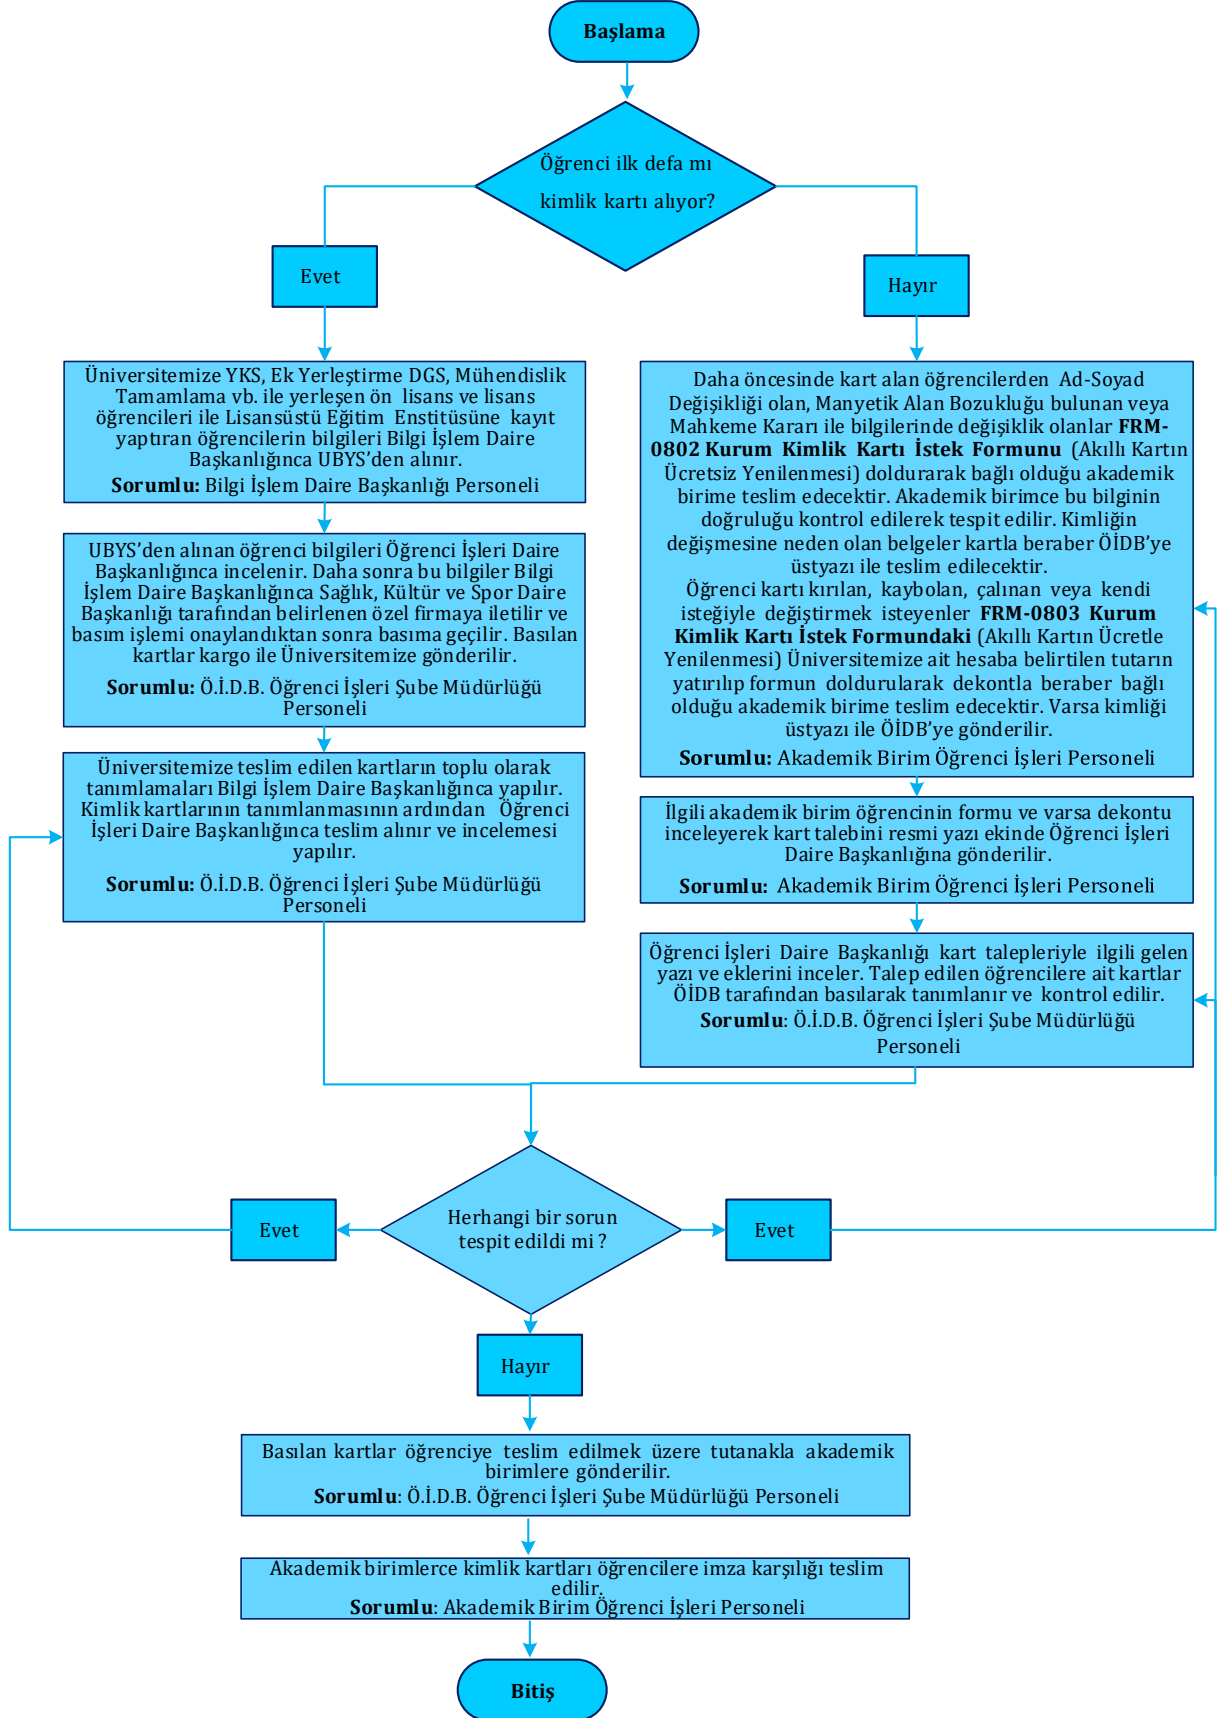 Başlama
Öğrenci ilk defa mı
kimlik kartı alıyor?
Evet
Hayır
Üniversitemize YKS, Ek Yerleştirme DGS, Mühendislik
Tamamlama vb. ile yerleşen ön lisans ve lisans
öğrencileri ile Lisansüstü Eğitim Enstitüsüne kayıt
yaptıran öğrencilerin bilgileri Bilgi İşlem Daire
Başkanlığınca UBYS’den alınır.
Sorumlu: Bilgi İşlem Daire Başkanlığı Personeli
UBYS’den alınan öğrenci bilgileri Öğrenci İşleri Daire
Başkanlığınca incelenir. Daha sonra bu bilgiler Bilgi
İşlem Daire Başkanlığınca Sağlık, Kültür ve Spor Daire
Başkanlığı tarafından belirlenen özel firmaya iletilir ve
basım işlemi onaylandıktan sonra basıma geçilir. Basılan
kartlar kargo ile Üniversitemize gönderilir.
Sorumlu: Ö.İ.D.B. Öğrenci İşleri Şube Müdürlüğü
Personeli
Üniversitemize teslim edilen kartların toplu olarak
tanımlamaları Bilgi İşlem Daire Başkanlığınca yapılır.
Kimlik kartlarının tanımlanmasının ardından Öğrenci
İşleri Daire Başkanlığınca teslim alınır ve incelemesi
yapılır.
Sorumlu: Ö.İ.D.B. Öğrenci İşleri Şube Müdürlüğü
Personeli
Daha öncesinde kart alan öğrencilerden Ad-Soyad
Değişikliği olan, Manyetik Alan Bozukluğu bulunan veya
Mahkeme Kararı ile bilgilerinde değişiklik olanlar FRM-
0802 Kurum Kimlik Kartı İstek Formunu (Akıllı Kartın
Ücretsiz Yenilenmesi) doldurarak bağlı olduğu akademik
birime teslim edecektir. Akademik birimce bu bilginin
doğruluğu kontrol edilerek tespit edilir. Kimliğin
değişmesine neden olan belgeler kartla beraber ÖİDB’ye
üstyazı ile teslim edilecektir.
Öğrenci kartı kırılan, kaybolan, çalınan veya kendi
isteğiyle değiştirmek isteyenler FRM-0803 Kurum
Kimlik Kartı İstek Formundaki (Akıllı Kartın Ücretle
Yenilenmesi) Üniversitemize ait hesaba belirtilen tutarın
yatırılıp formun doldurularak dekontla beraber bağlı
olduğu akademik birime teslim edecektir. Varsa kimliği
üstyazı ile ÖİDB’ye gönderilir.
Sorumlu: Akademik Birim Öğrenci İşleri Personeli
İlgili akademik birim öğrencinin formu ve varsa dekontu
inceleyerek kart talebini resmi yazı ekinde Öğrenci İşleri
Daire Başkanlığına gönderilir.
Sorumlu: Akademik Birim Öğrenci İşleri Personeli
Öğrenci İşleri Daire Başkanlığı kart talepleriyle ilgili gelen
yazı ve eklerini inceler. Talep edilen öğrencilere ait kartlar
ÖİDB tarafından basılarak tanımlanır ve kontrol edilir.
Sorumlu: Ö.İ.D.B. Öğrenci İşleri Şube Müdürlüğü
Personeli
Herhangi bir sorun
tespit edildi mi ?
Evet
Evet
Hayır
Basılan kartlar öğrenciye teslim edilmek üzere tutanakla akademik
birimlere gönderilir.
Sorumlu: Ö.İ.D.B. Öğrenci İşleri Şube Müdürlüğü Personeli
Akademik birimlerce kimlik kartları öğrencilere imza karşılığı teslim
edilir.
Sorumlu: Akademik Birim Öğrenci İşleri Personeli
Bitiş